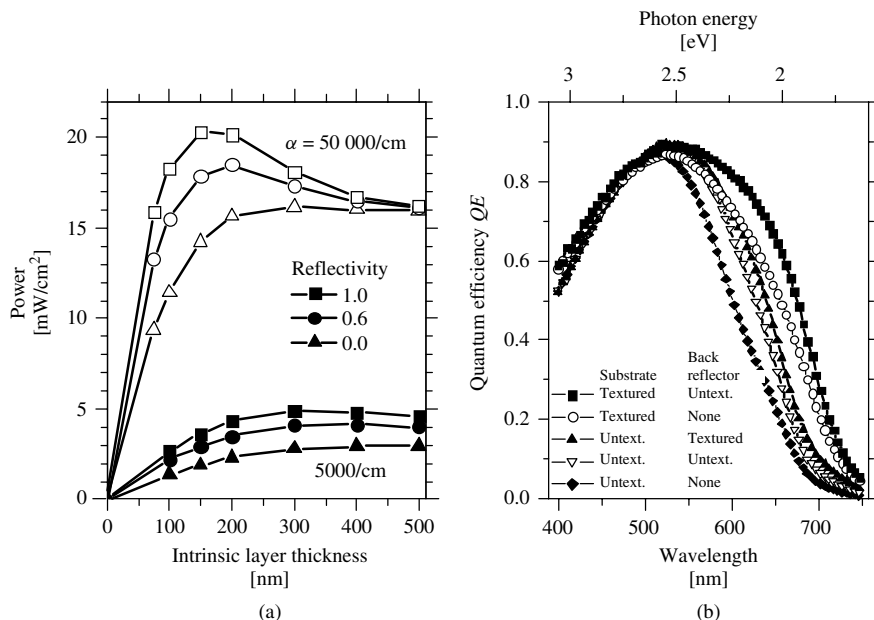 Power
[mW/cm²]
20
15
10
5
0
α = 50 000/cm
Reflectivity
1.0
0.6
0.0
5000/cm
0
100
200
300
400
500
Intrinsic layer thickness
[nm]
(a)
Photon energy
[eV]
3
2.5
2
Quantum efficiency QE
1.0
0.8
0.6
0.4
0.2
0.0
Substrate Back reflector
Textured Untext.
Textured None
Untext. Textured
Untext. Untext.
Untext. None
400
500
600
700
Wavelength
[nm]
(b)